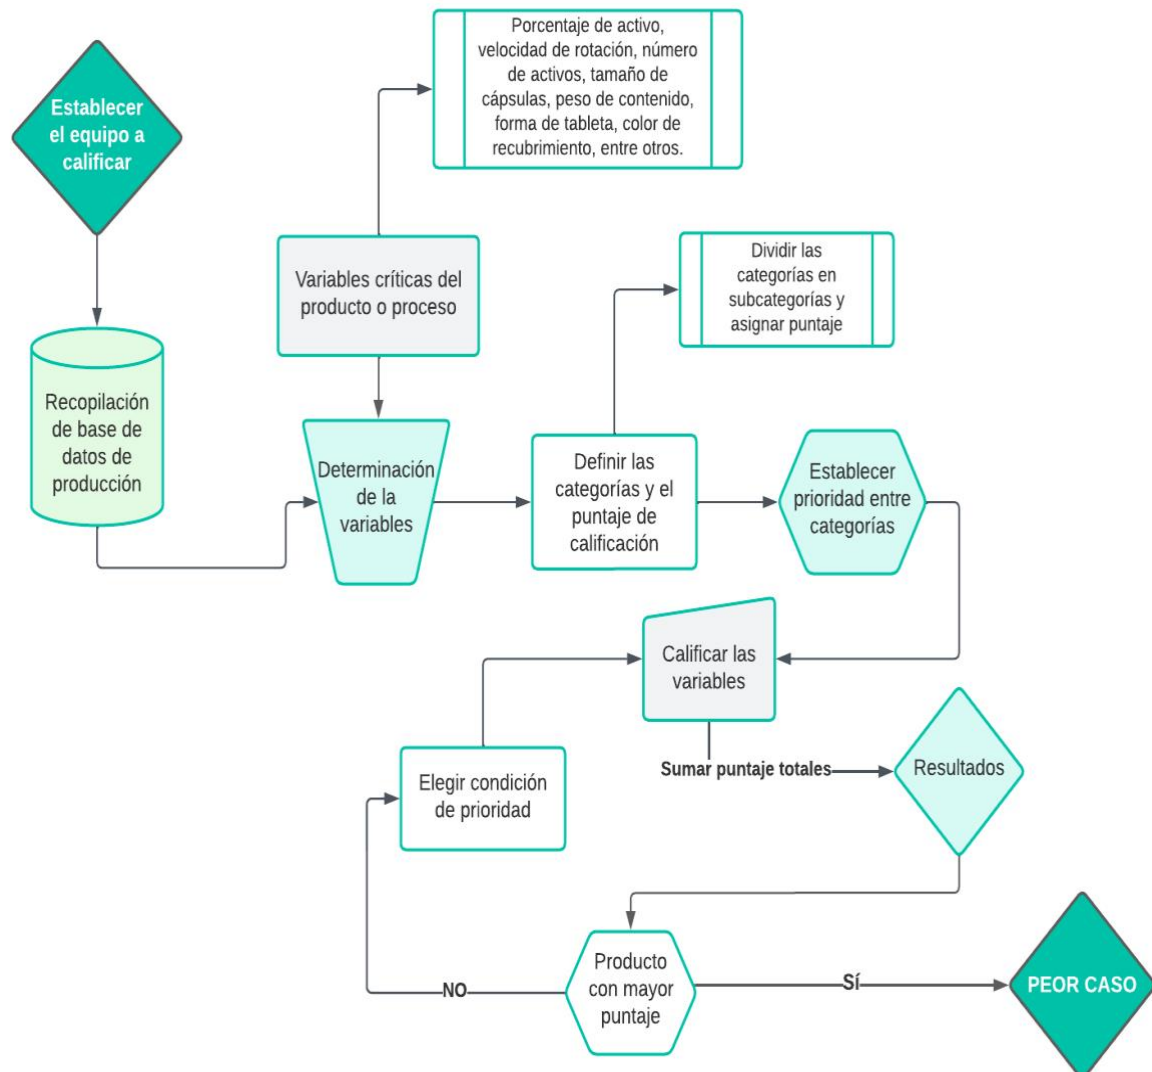 Establecer
el equipo a
calificar
Porcentaje de activo,
velocidad de rotación, número
de activos, tamaño de
cápsulas, peso de contenido,
forma de tableta, color de
recubrimiento, entre otros.
Variables críticas del
producto o proceso
Dividir las
categorías en
subcategorías y
asignar puntaje
Recopilación
de base de
datos de
producción
Determinación
de la
variables
Definir las
categorías y el
puntaje de
calificación
Establecer
prioridad entre
categorías
Calificar las
variables
Sumar puntaje totales
Resultados
Elegir condición
de prioridad
Producto
con mayor
puntaje
NO
Sí
PEOR CASO